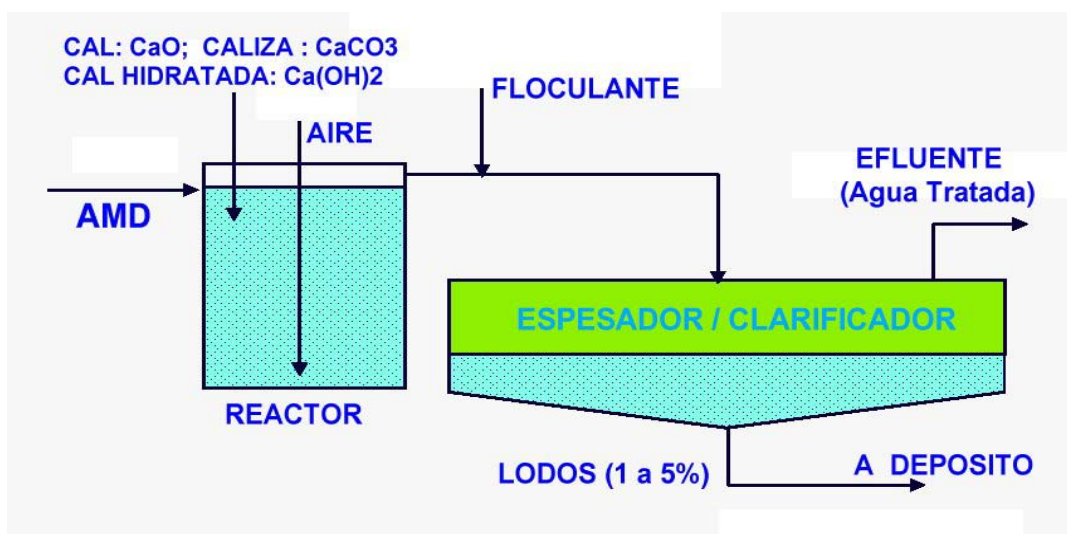 CAL: CaO; CALIZA : CaCO3
CAL HIDRATADA: Ca(OH)2
FLOCULANTE
AIRE
EFLUENTE
(Agua Tratada)
AMD
ESPESADOR / CLARIFICADOR
REACTOR
LODOS (1 a 5%)
A DEPOSITO